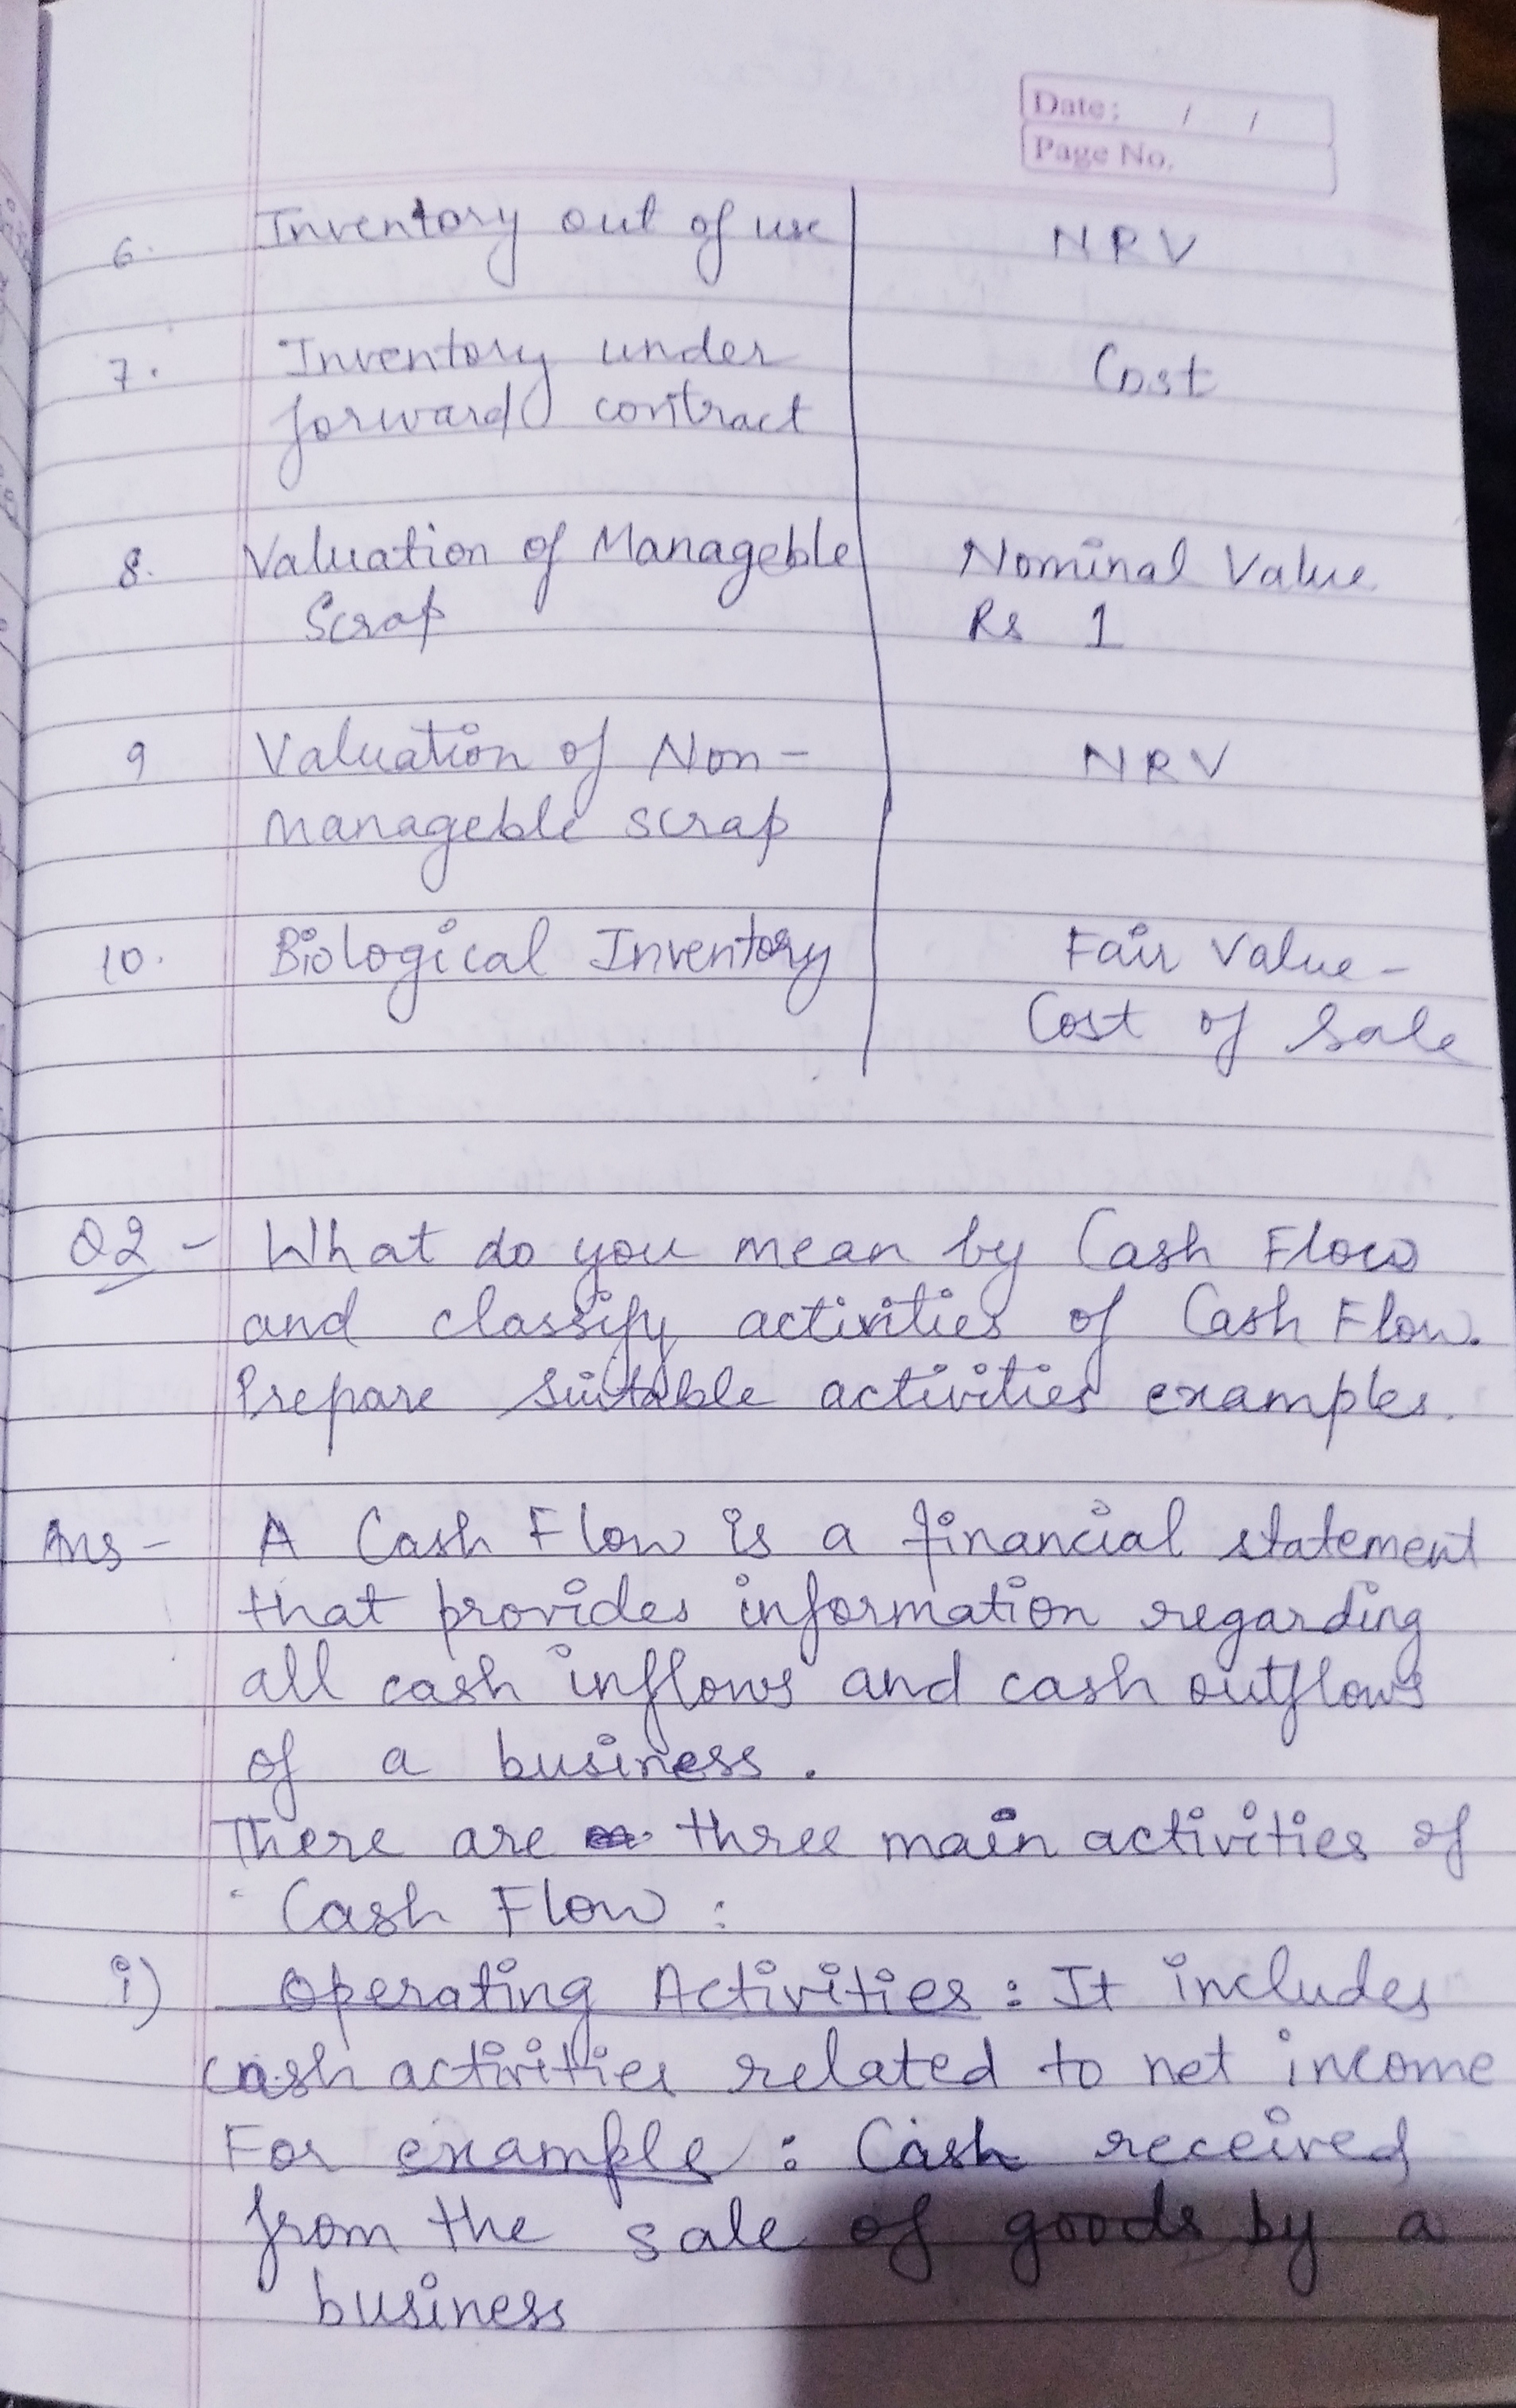 Date: / /
Page No.
6. Inventory out of use NRV
7. Inventory under Cost
forward contract
8. Valuation of Manageble Nominal Value
Scrap Rs 1
9 Valuation of Non- NRV
manageble scrap
10. Biological Inventory Fair Value-
Cost of Sale
Q2 - What do you mean by Cash Flow
and classify activities of Cash Flow.
Prepare suitable activities examples.
Ans - A Cash Flow is a financial statement
that provides information regarding
all cash inflows and cash outflows
of a business.
There are three main activities of
Cash Flow :
i) Operating Activities : It includes
cash activities related to net income
For example : Cash received
from the sale of goods by a
business